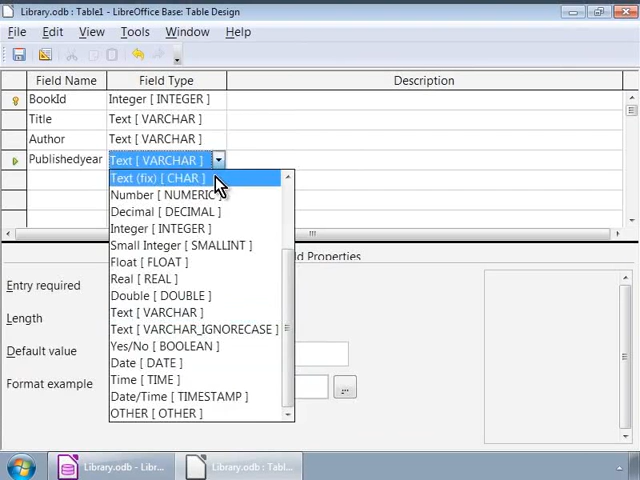 Library.odb: Table1 - LibreOffice Base: Table Design
File Edit View Tools Window Help
Field Name Field Type Description
BookId Integer [ INTEGER ]
Title Text [ VARCHAR ]
Author Text [ VARCHAR ]
Publishedyear Text [ VARCHAR ]
Text (fix) [ CHAR ]
Number [ NUMERIC
Decimal [ DECIMAL ]
Integer [ INTEGER ]
Small Integer [ SMALLINT ]
Float [ FLOAT ]
Real [ REAL ]
Double [ DOUBLE ]
Text [ VARCHAR ]
Text [ VARCHAR_IGNORECASE ]
Yes/No [ BOOLEAN ]
Date [ DATE ]
Time [ TIME ]
Date/Time [ TIMESTAMP ]
OTHER [ OTHER ]
Properties
Entry required
Length
Default value
Format example
...
Library.odb - Libr...
Library.odb : Tabl...